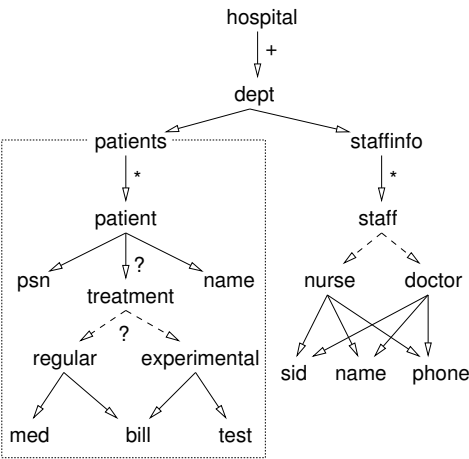 hospital
+
dept
patients staffinfo
* *
patient staff
psn ? name nurse doctor
treatment
?
regular experimental
sid name phone
med bill test